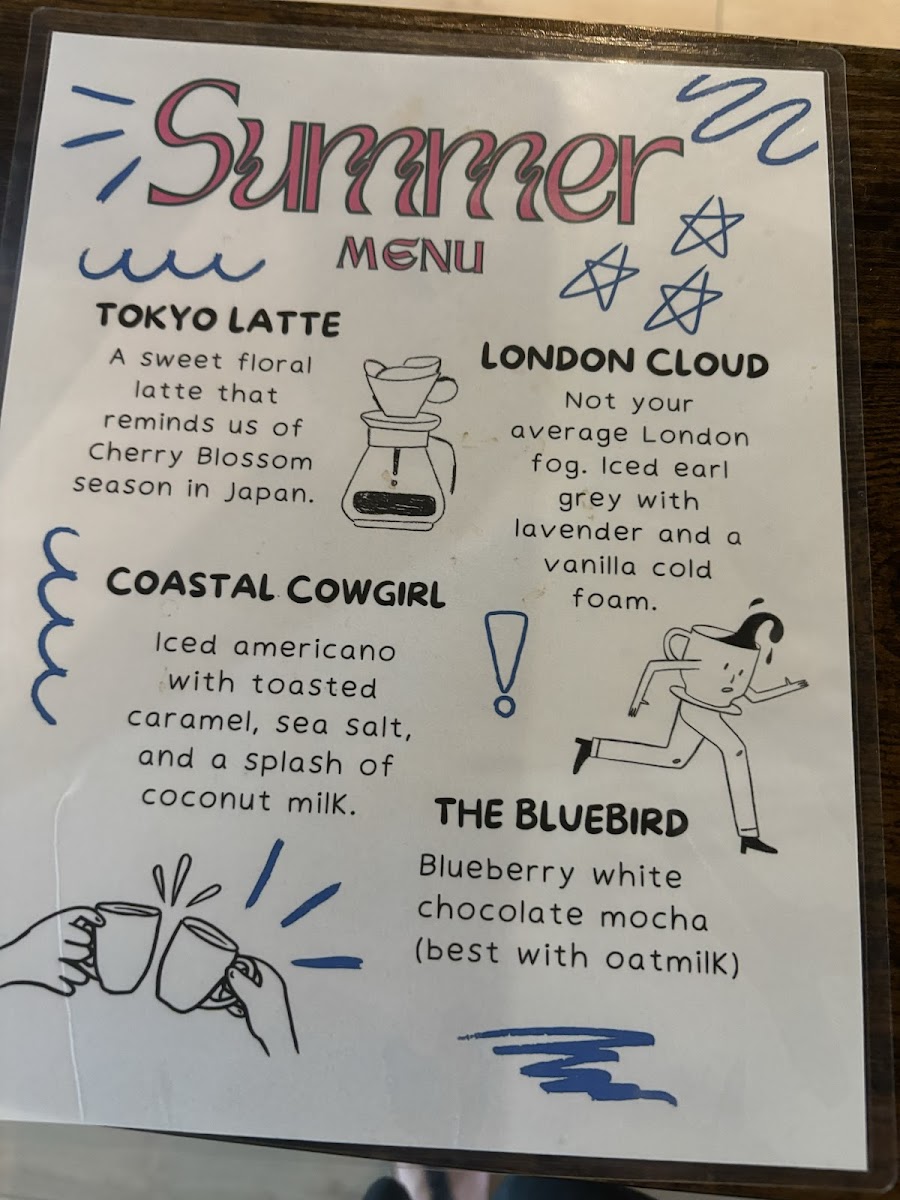 Summer
MENU
TOKYO LATTE
A sweet floral
latte that
reminds us of
Cherry Blossom
season in Japan.
LONDON CLOUD
Not your
average London
fog. Iced earl
grey with
lavender and a
vanilla cold
foam.
COASTAL COWGIRL
Iced americano
with toasted
caramel, sea salt,
and a splash of
coconut milk.
THE BLUEBIRD
Blueberry white
chocolate mocha
(best with oatmilk)